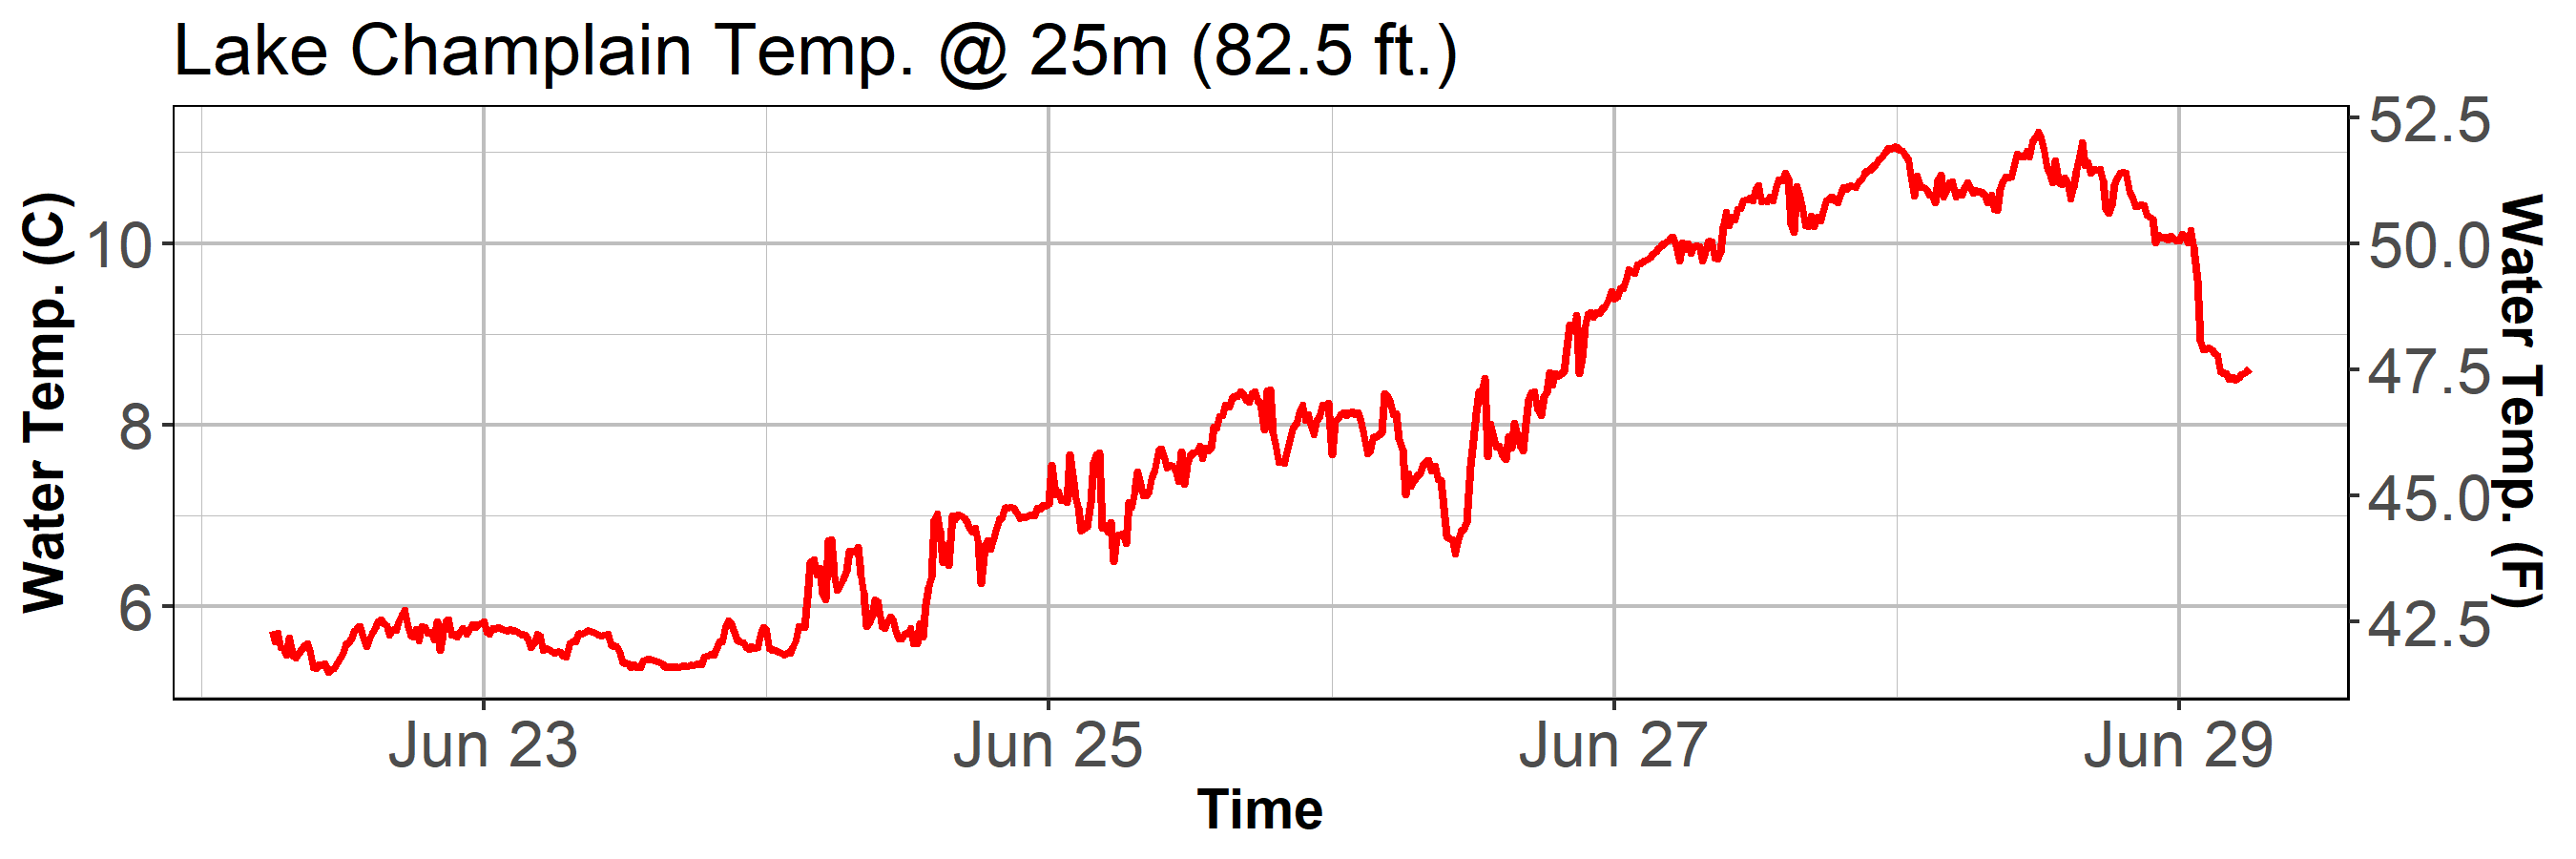 Lake Champlain Temp. @ 25m (82.5 ft.)
Water Temp. (C)
10
8
6
52.5
50.0
47.5
45.0
42.5
Water Temp. (F)
Jun 23 Jun 25 Jun 27 Jun 29
Time